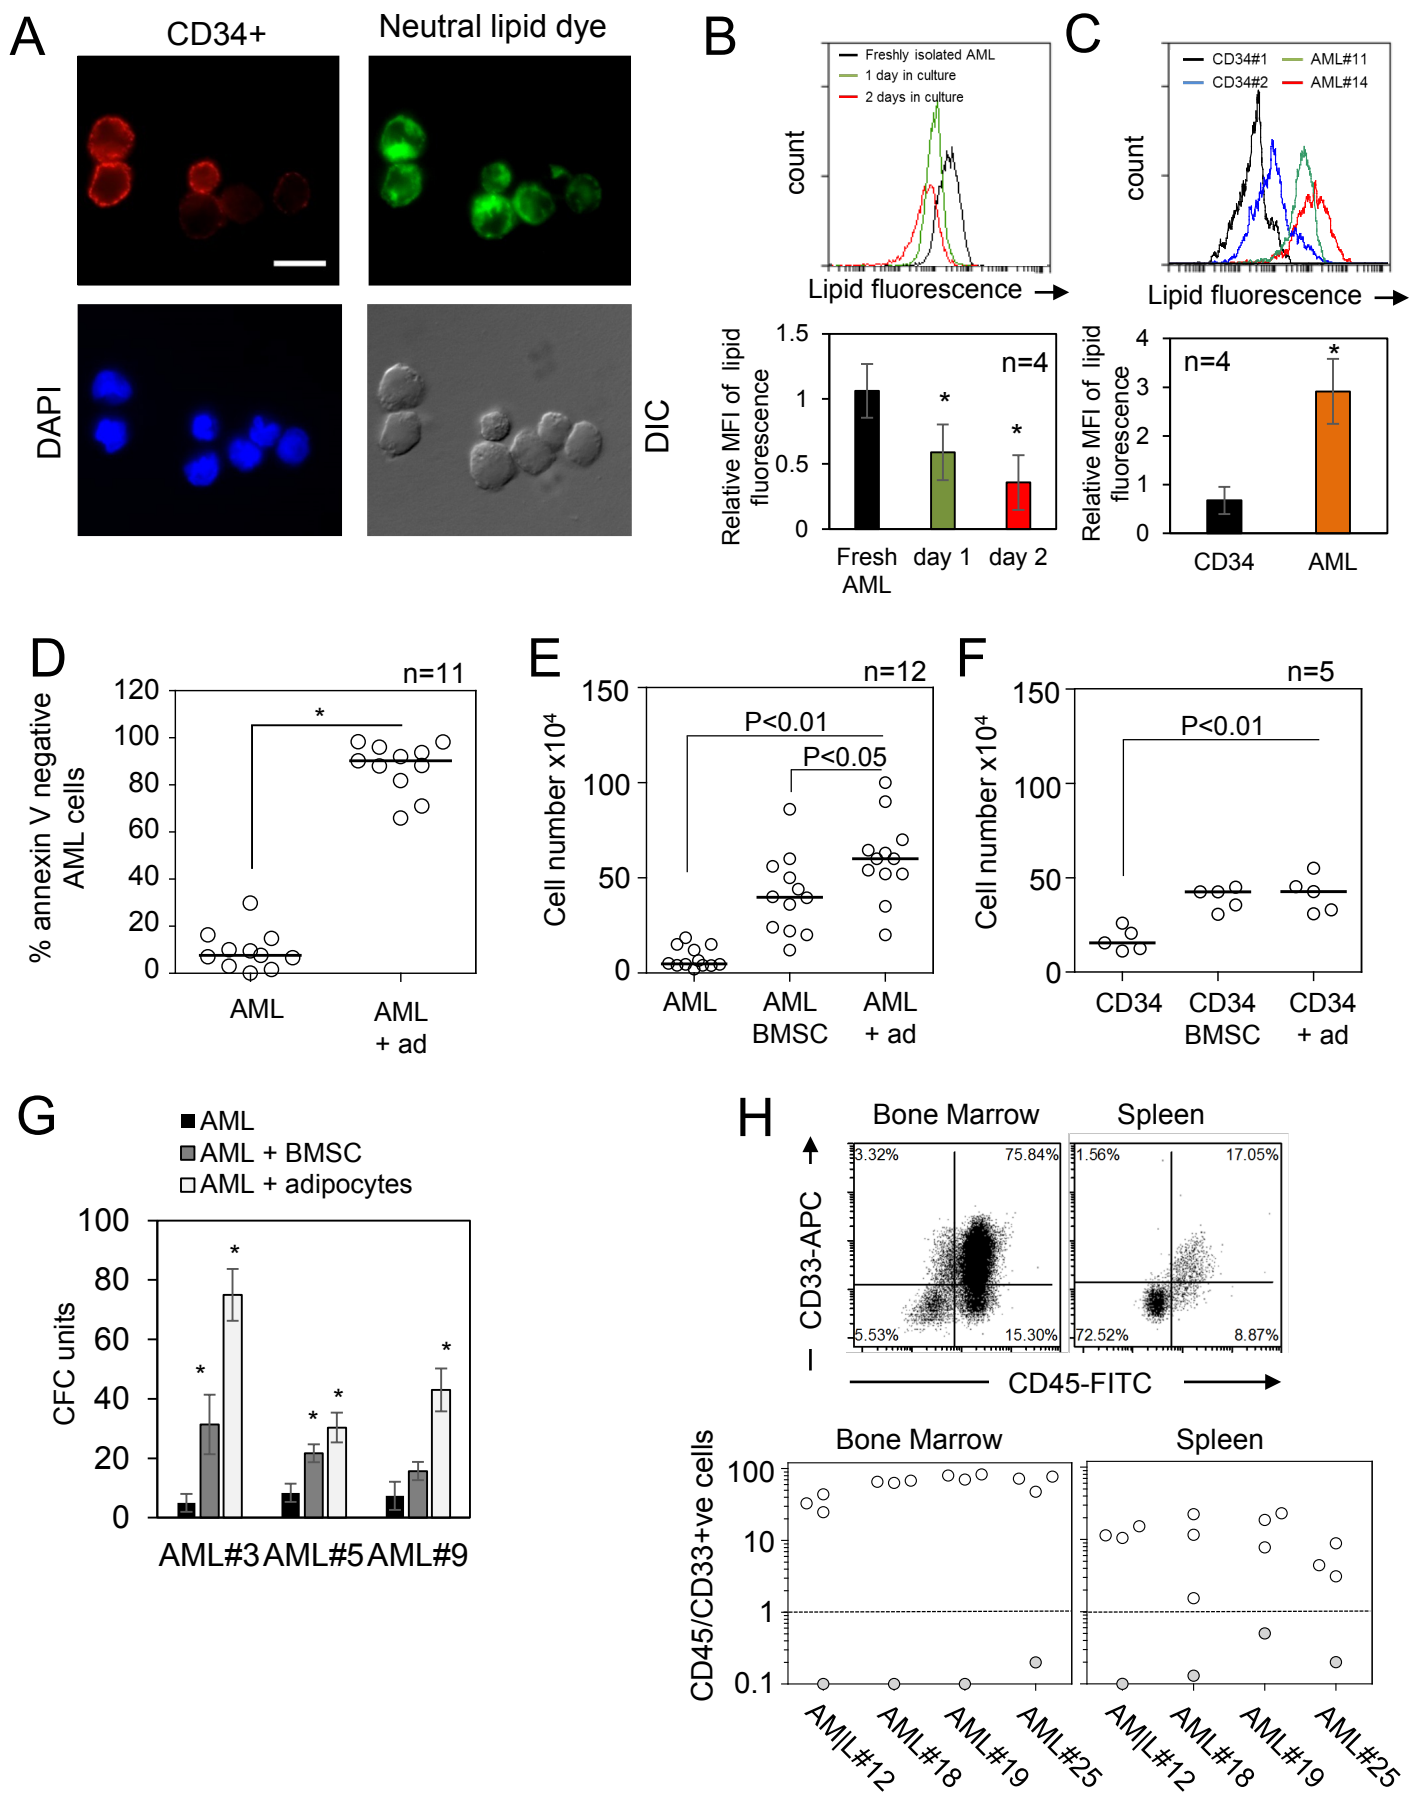 A
CD34+
Neutral lipid dye
DAPI
DIC
B
Freshly isolated AML
1 day in culture
2 days in culture
count
Lipid fluorescence
1.5
1
0.5
0
Relative MFI of lipid
fluorescence
n=4
*
*
Fresh
AML
day 1
day 2
C
CD34#1
AML#11
CD34#2
AML#14
count
Lipid fluorescence
4
3
2
1
0
Relative MFI of lipid
fluorescence
n=4
*
CD34
AML
D
n=11
120
100
80
60
40
20
0
% annexin V negative
AML cells
*
AML
AML
+ ad
E
n=12
150
100
50
0
Cell number x10⁴
P<0.01
P<0.05
AML
AML
BMSC
AML
+ ad
F
n=5
150
100
50
0
Cell number x10⁴
P<0.01
CD34
CD34
BMSC
CD34
+ ad
G
AML
AML + BMSC
AML + adipocytes
100
80
60
40
20
0
CFC units
*
*
*
*
*
AML#3
AML#5
AML#9
H
Bone Marrow
Spleen
CD33-APC
3.32%
75.84%
5.53%
15.30%
1.56%
17.05%
72.52%
8.87%
CD45-FITC
Bone Marrow
Spleen
CD45/CD33+ve cells
100
10
1
0.1
AM|L#12
AML#18
AML#19
AML#25
AM|L#12
AML#18
AML#19
AML#25